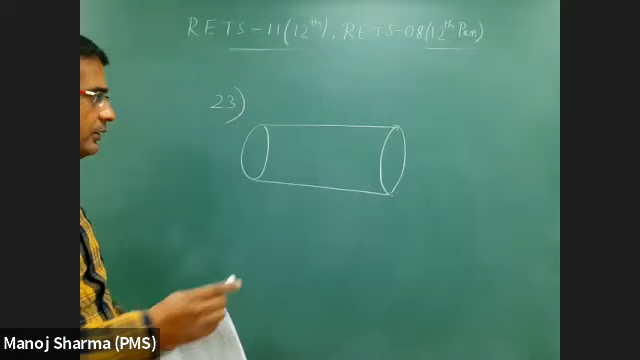 RETS-11(12th), RETS-08(12th Pass)
23)
Manoj Sharma (PMS)